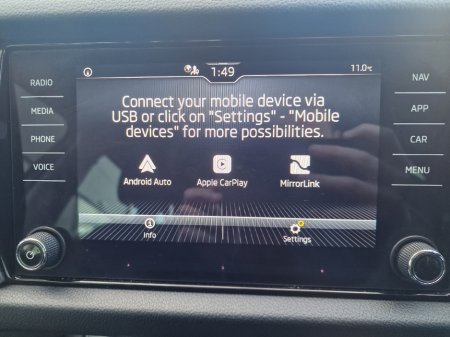 1:49
11.0°C
RADIO
MEDIA
PHONE
VOICE
Connect your mobile device via
USB or click on "Settings" - "Mobile
devices" for more possibilities.
Android Auto
Apple CarPlay
MirrorLink
Info
Settings
NAV
APP
CAR
MENU